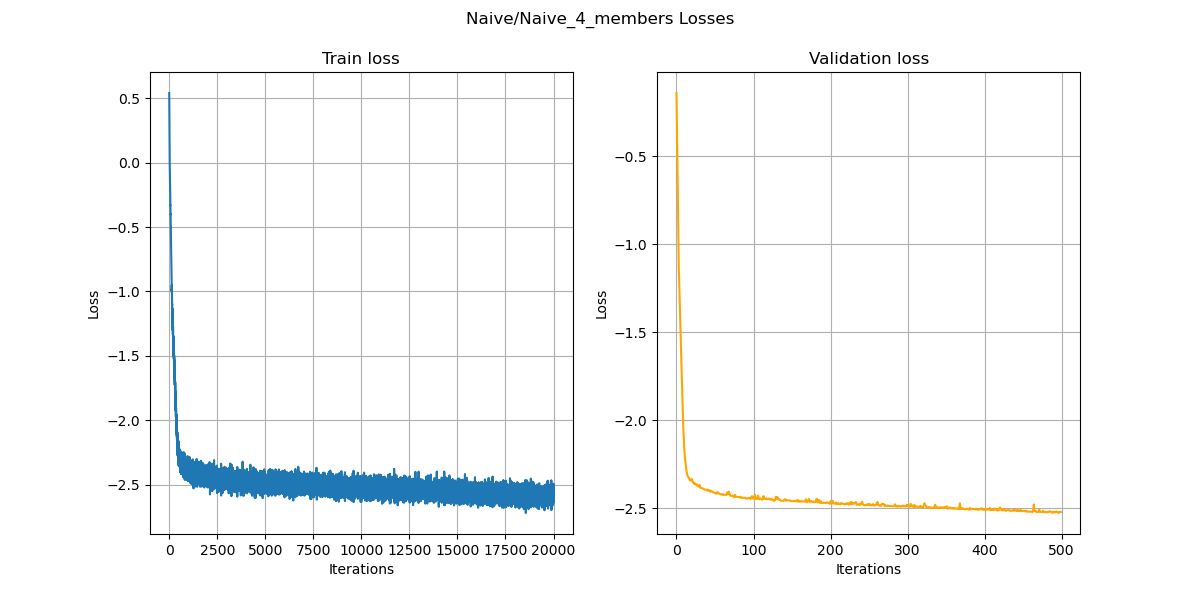 Naive/Naive_4_members Losses
Train loss
0.5
0.0
−0.5
−1.0
−1.5
−2.0
−2.5
Loss
0 2500 5000 7500 10000 12500 15000 17500 20000
Iterations
Validation loss
−0.5
−1.0
−1.5
−2.0
−2.5
Loss
0 100 200 300 400 500
Iterations